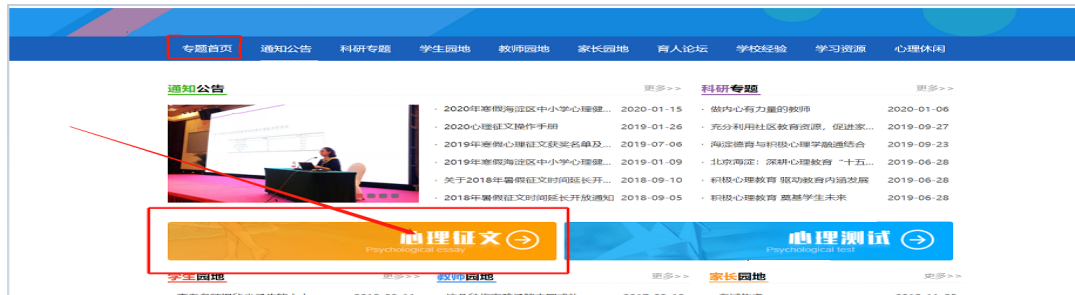 专题首页 通知公告 科研专题 学生园地 教师园地 家长园地 育人论坛 学校经验 学习资源 心理休闲
通知公告 更多>>
· 2020年寒假海淀区中小学心理健... 2020-01-15
· 2020心理征文操作手册 2019-01-26
· 2019年寒假心理征文获奖名单及... 2019-07-06
· 2019年寒假海淀区中小学心理健... 2019-01-09
· 关于2018年暑假征文时间延长开... 2018-09-10
· 2018年暑假征文时间延长开放通知 2018-09-05
科研专题 更多>>
· 做内心有力量的教师 2020-01-06
· 充分利用社区教育资源，促进家... 2019-09-27
· 海淀德育与积极心理学融通结合 2019-09-23
· 北京海淀：深耕心理教育“十五... 2019-06-28
· 积极心理教育 驱动教育内涵发展 2019-06-28
· 积极心理教育 奠基学生未来 2019-06-28
心理征文
Psychological essay
心理测试
Psychological test
学生园地 更多>>
教师园地 更多>>
家长园地 更多>>